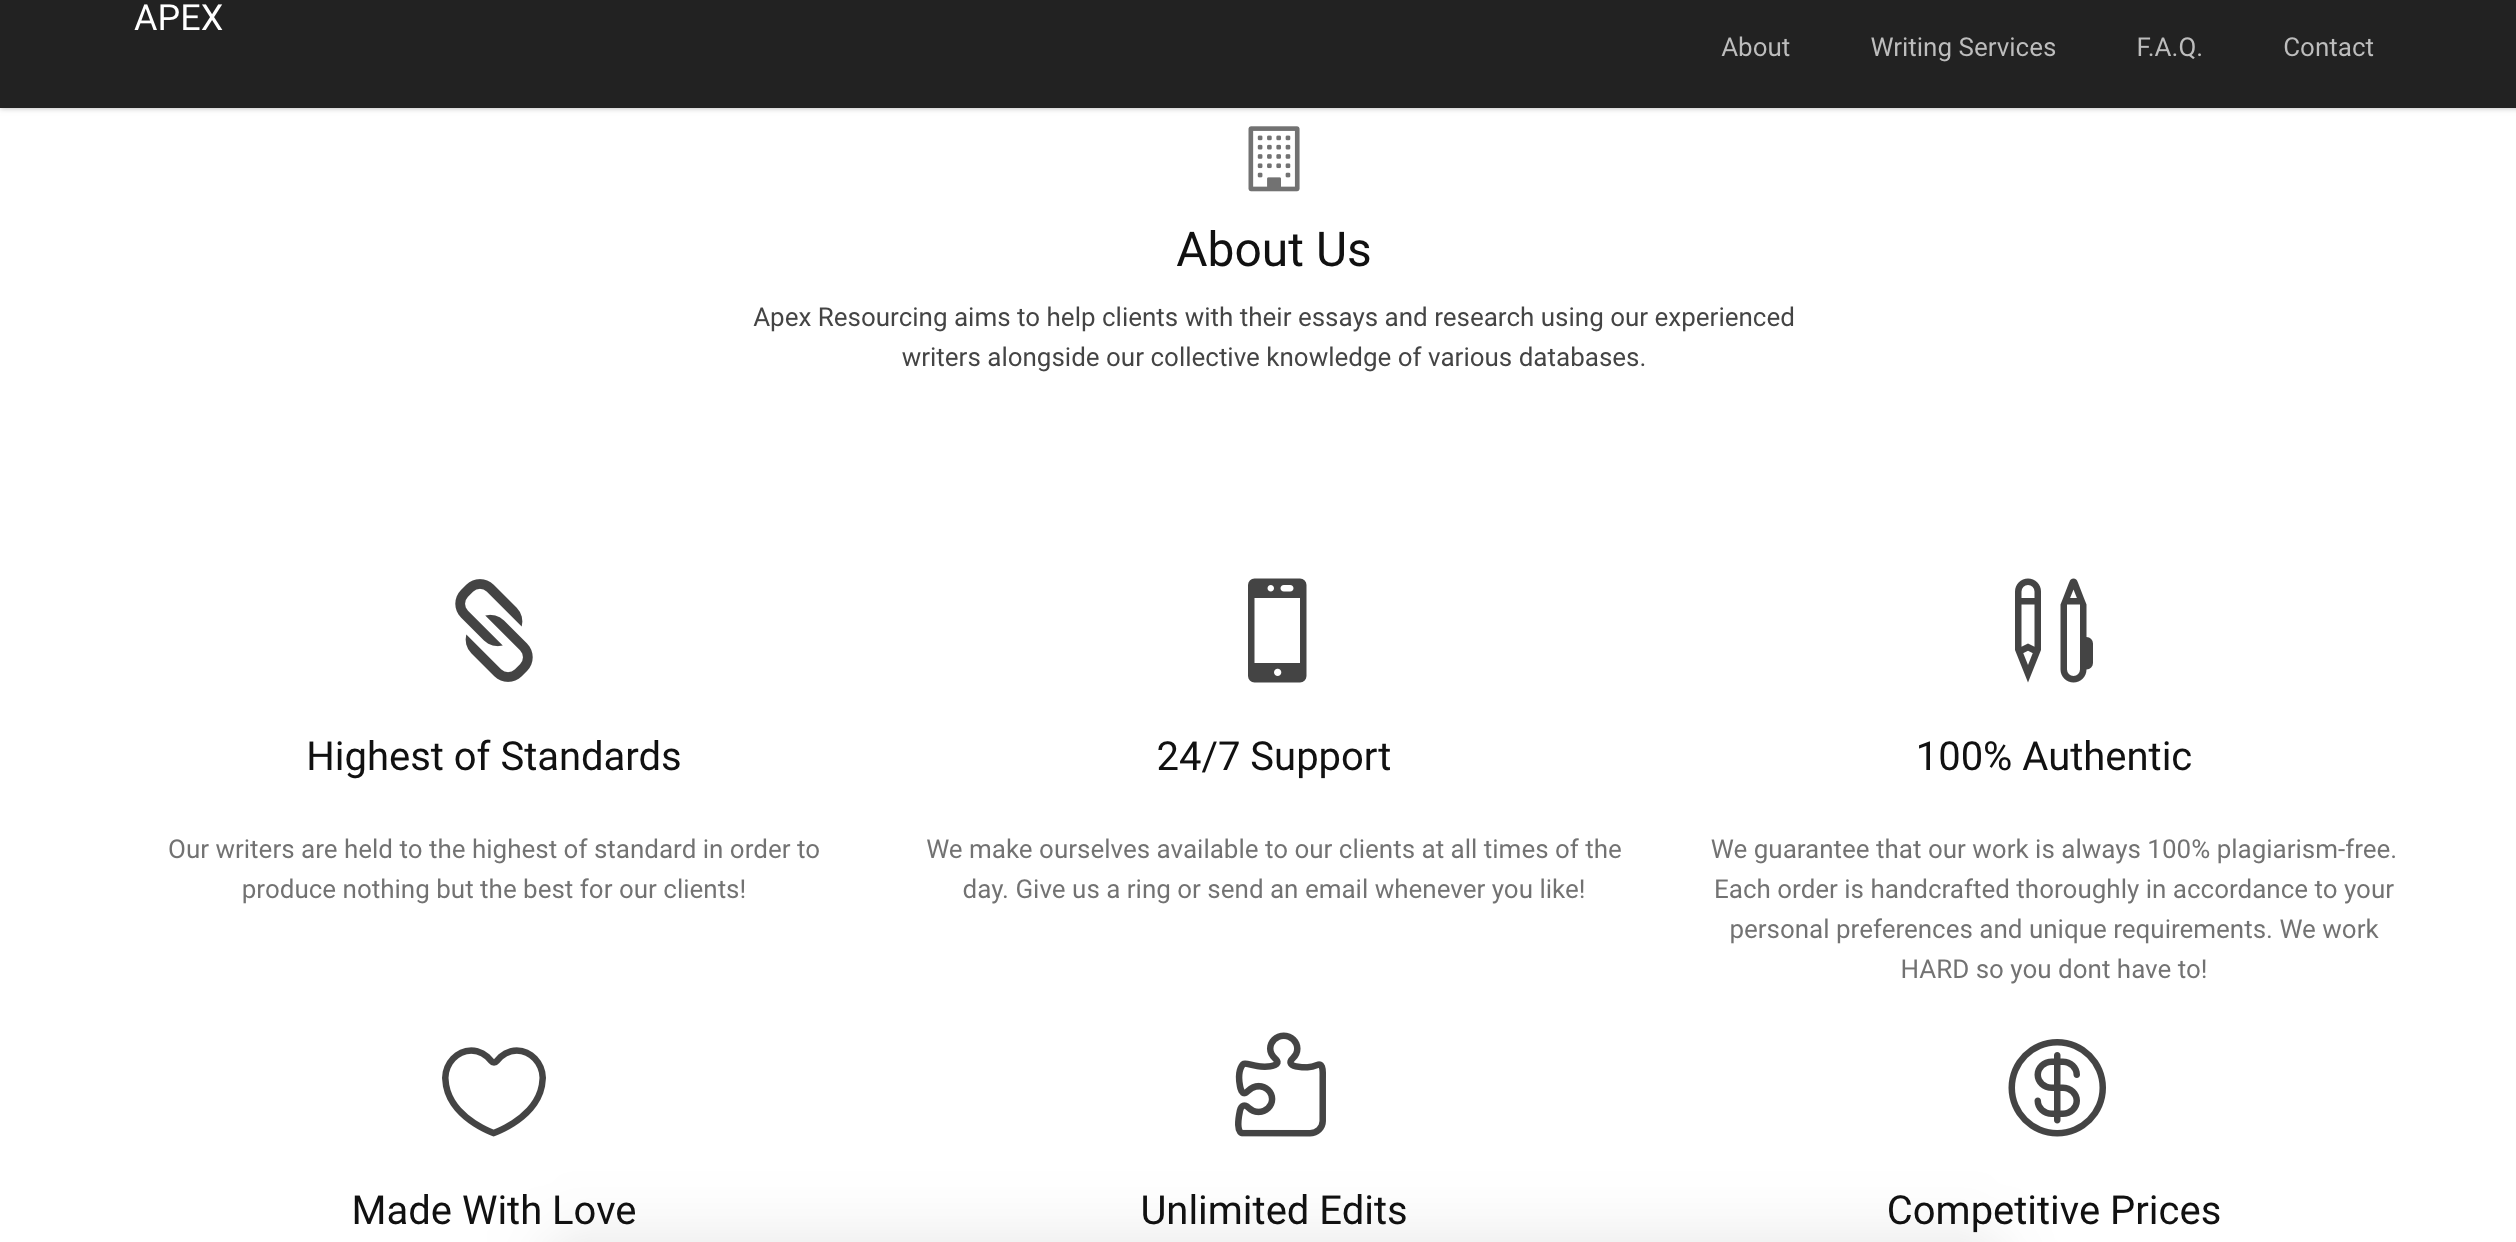 APEX
About
Writing Services
F.A.Q.
Contact
About Us
Apex Resourcing aims to help clients with their essays and research using our experienced
writers alongside our collective knowledge of various databases.
Highest of Standards
Our writers are held to the highest of standard in order to
produce nothing but the best for our clients!
24/7 Support
We make ourselves available to our clients at all times of the
day. Give us a ring or send an email whenever you like!
100% Authentic
We guarantee that our work is always 100% plagiarism-free.
Each order is handcrafted thoroughly in accordance to your
personal preferences and unique requirements. We work
HARD so you dont have to!
Made With Love
Unlimited Edits
Competitive Prices